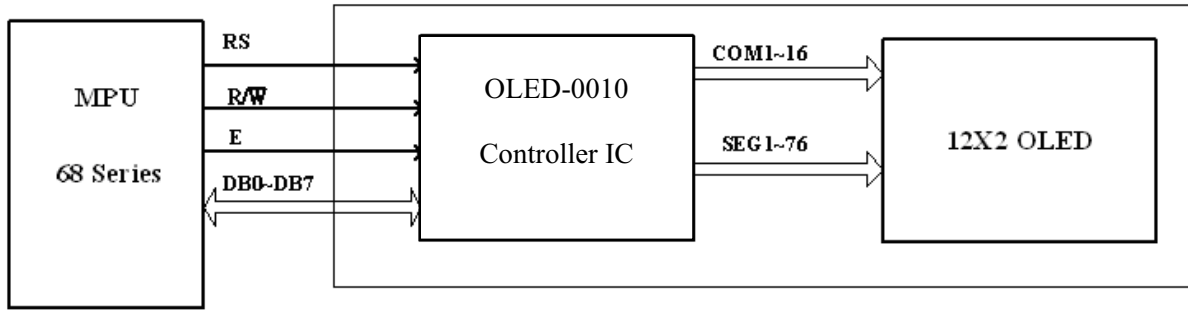 MPU
68 Series
RS
R/W̅
E
DB0~DB7
OLED-0010
Controller IC
COM1~16
SEG1~76
12X2 OLED